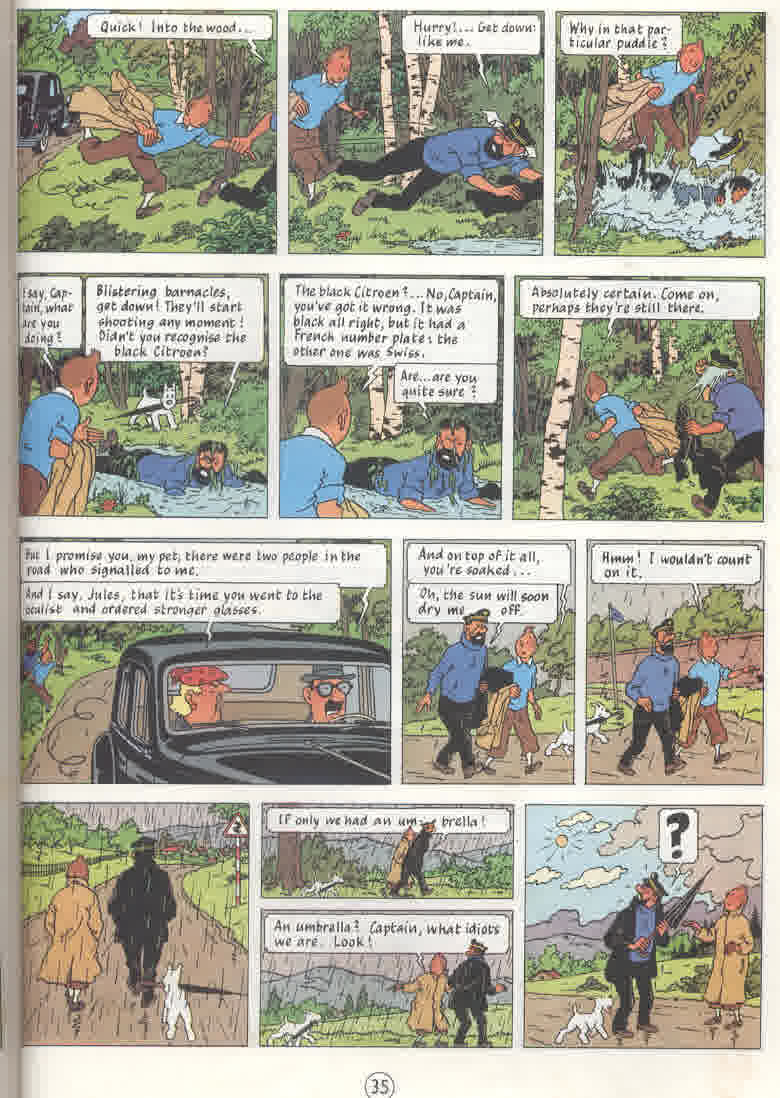 Quick! Into the wood...
Hurry!... Get down:
like me.
Why in that par-
ticular puddle?
SPLOSH
I say, Cap-
tain, what
are you
doing?
Blistering barnacles,
get down! They'll start
shooting any moment!
Didn't you recognise the
black Citroen?
The black Citroen?... No, Captain,
you've got it wrong. It was
black all right, but it had a
French number plate: the
other one was Swiss.
Are...are you
quite sure?
Absolutely certain. Come on,
perhaps they're still there.
But I promise you, my pet, there were two people in the
road who signalled to me.
And I say, Jules, that it's time you went to the
oculist and ordered stronger glasses.
And on top of it all,
you're soaked...
Oh, the sun will soon
dry me off.
Hmm! I wouldn't count
on it.
If only we had an um- brella!
An umbrella? Captain, what idiots
we are. Look!
?
35